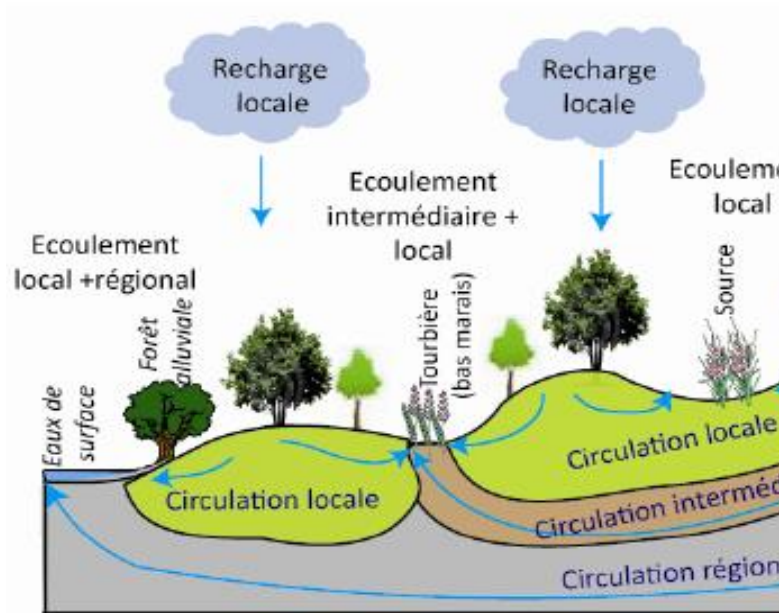 Recharge
locale
Recharge
locale
Ecoulement
intermédiaire +
local
Ecouleme
local
Ecoulement
local +régional
Forêt
alluviale
Eaux de
surface
Tourbière
(bas marais)
Source
Circulation locale
Circulation locale
Circulation interméd
Circulation région